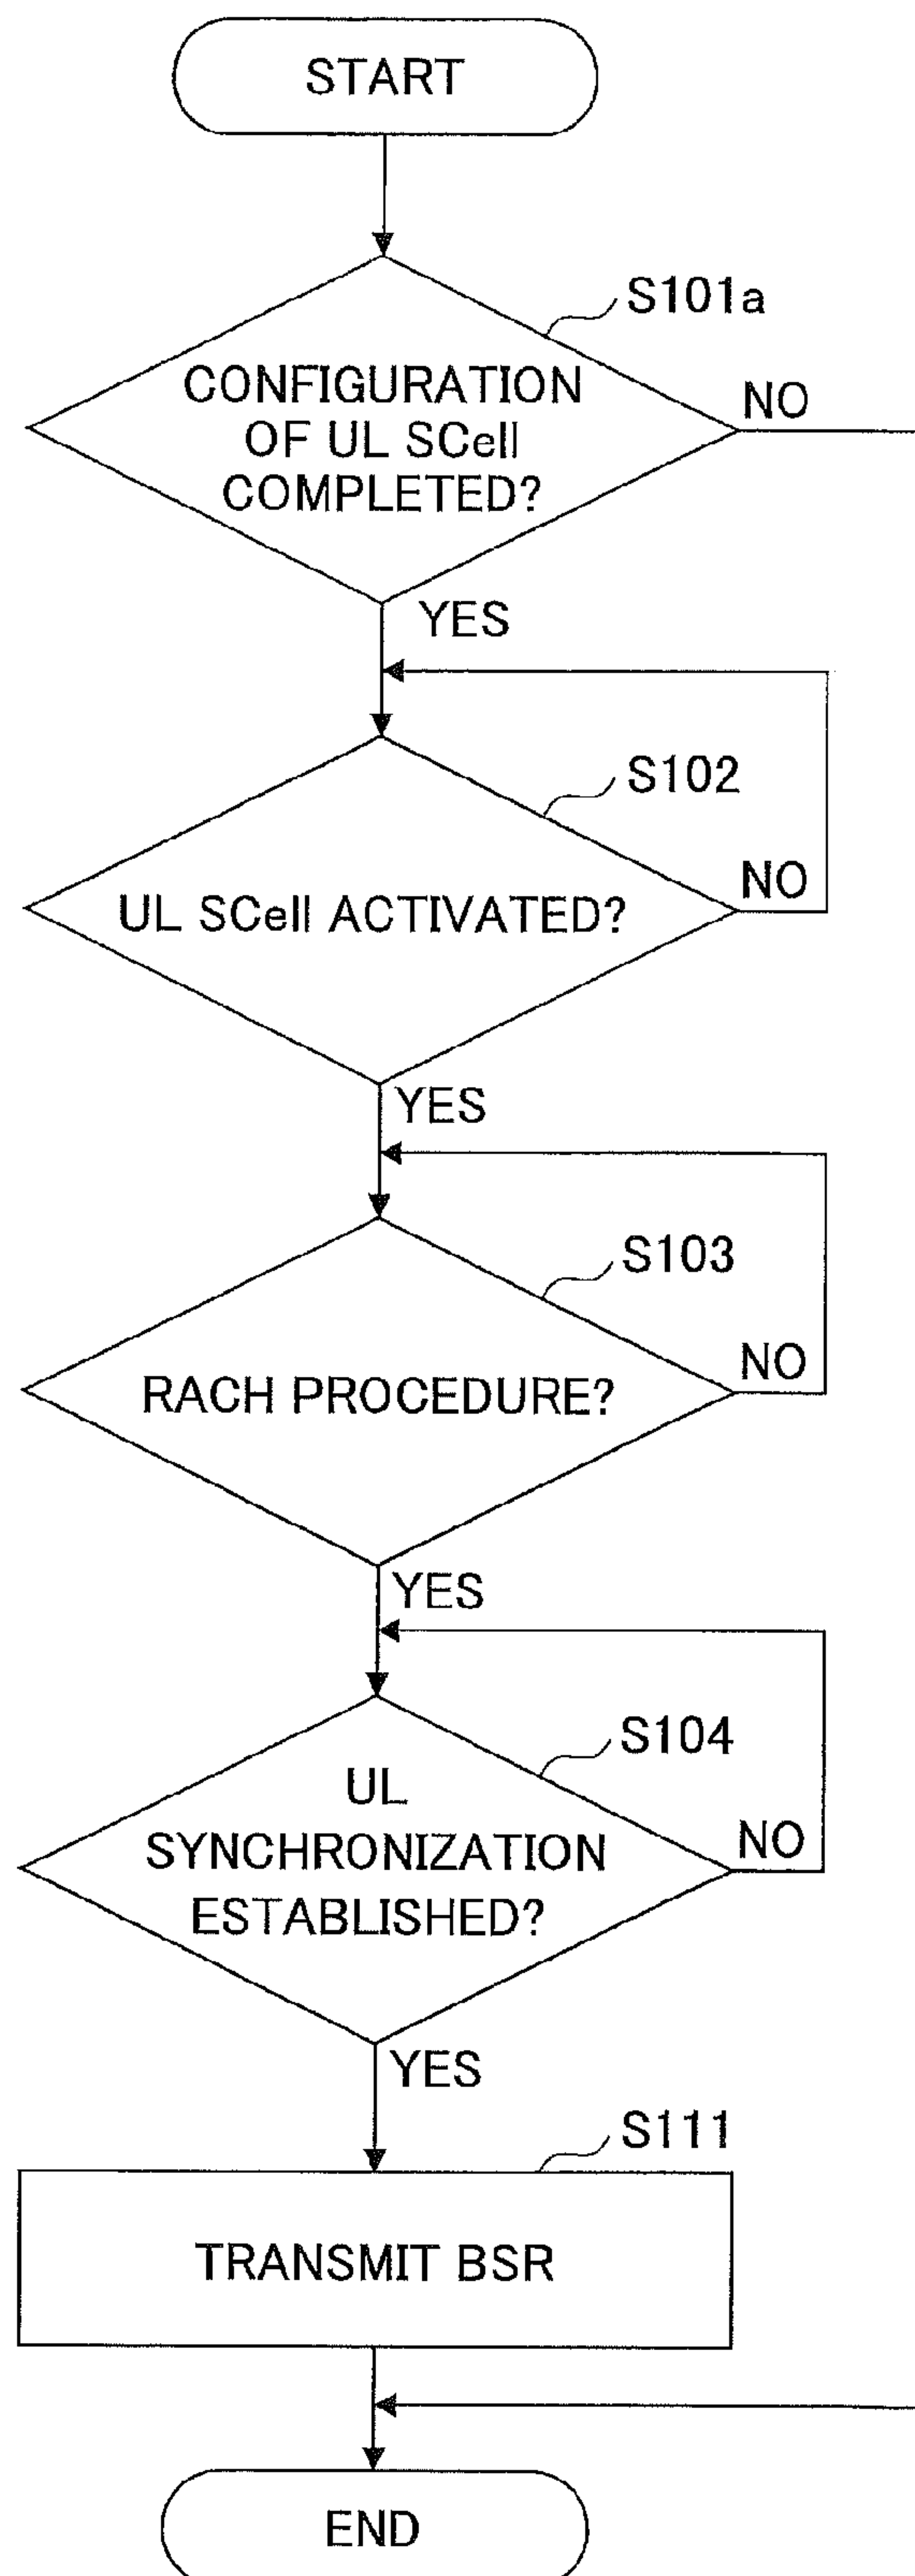 START
S101a
CONFIGURATION
OF UL SCell
COMPLETED?
NO
YES
S102
UL SCell ACTIVATED?
NO
YES
S103
RACH PROCEDURE?
NO
YES
S104
UL
SYNCHRONIZATION
ESTABLISHED?
NO
YES
S111
TRANSMIT BSR
END